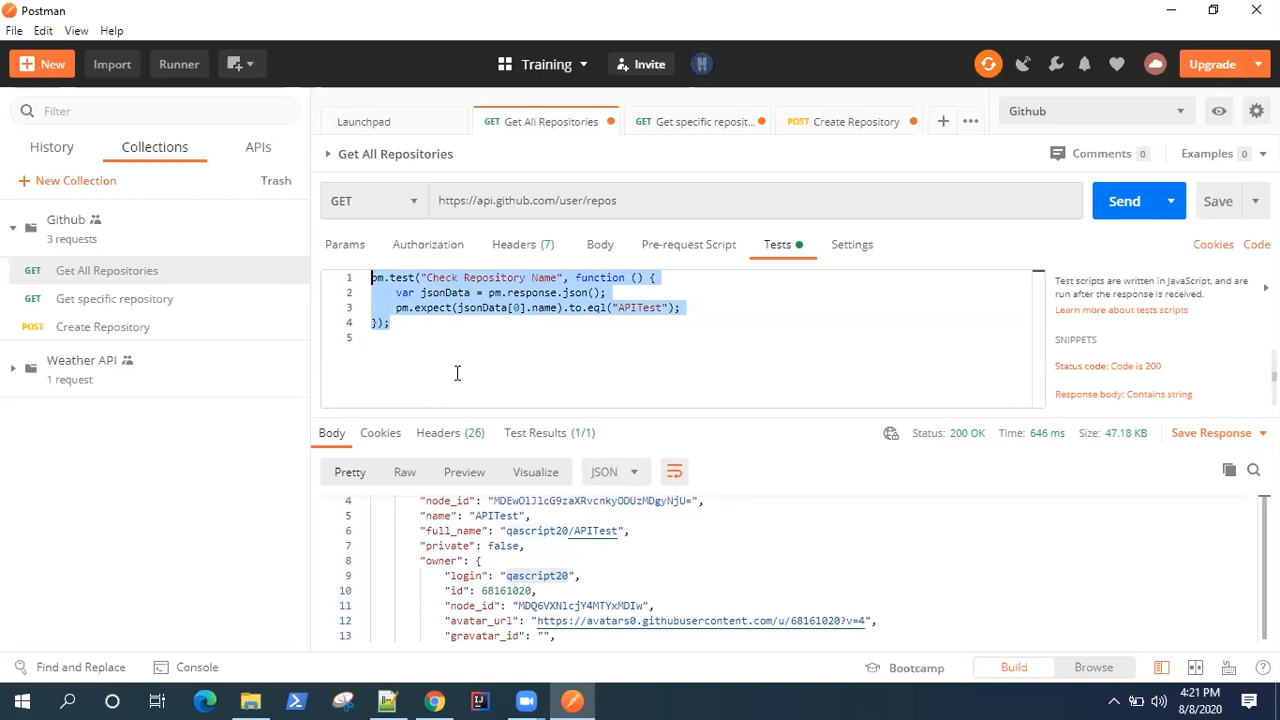 Postman
File Edit View Help
New Import Runner Training Invite Upgrade
Filter
History Collections APIs
New Collection Trash
Github
3 requests
GET Get All Repositories
GET Get specific repository
POST Create Repository
Weather API
1 request
Launchpad GET Get All Repositories GET Get specific reposit... POST Create Repository ••• Github
Get All Repositories Comments 0 Examples 0
GET https://api.github.com/user/repos Send Save
Params Authorization Headers (7) Body Pre-request Script Tests Settings Cookies Code
1 pm.test("Check Repository Name", function () {
2 var jsonData = pm.response.json();
3 pm.expect(jsonData[0].name).to.eql("APITest");
4 });
5
Test scripts are written in JavaScript, and are
run after the response is received.
Learn more about tests scripts
SNIPPETS
Status code: Code is 200
Response body: Contains string
Body Cookies Headers (26) Test Results (1/1) Status: 200 OK Time: 646 ms Size: 47.18 KB Save Response
Pretty Raw Preview Visualize JSON
5 "name": "APITest",
6 "full_name": "qascript20/APITest",
7 "private": false,
8 "owner": {
9 "login": "qascript20",
10 "id": 68161020,
11 "node_id": "MDQ6VXNlcjY4MTYxMDIw",
12 "avatar_url": "https://avatars0.githubusercontent.com/u/68161020?v=4",
13 "gravatar_id": "",
Find and Replace Console Bootcamp Build Browse
4:21 PM
8/8/2020